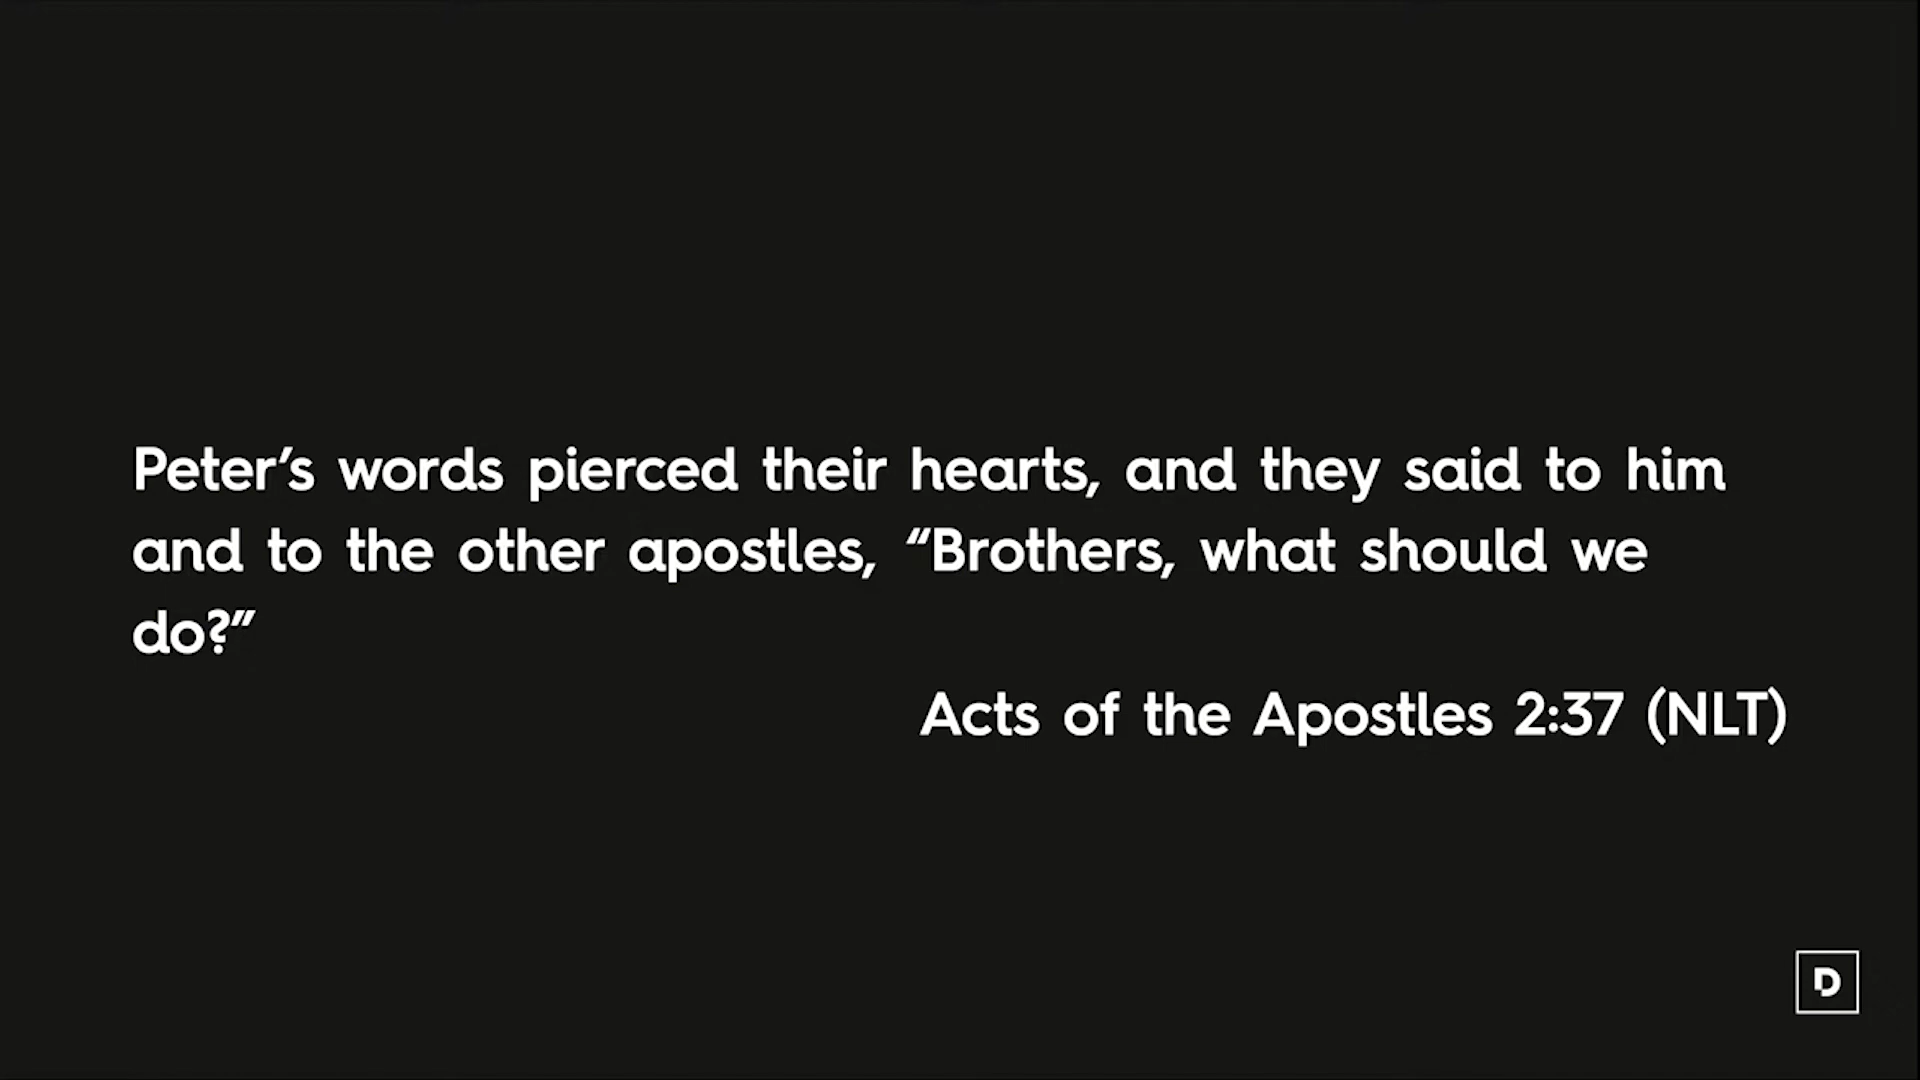 Peter’s words pierced their hearts, and they said to him
and to the other apostles, “Brothers, what should we
do?”
Acts of the Apostles 2:37 (NLT)
D